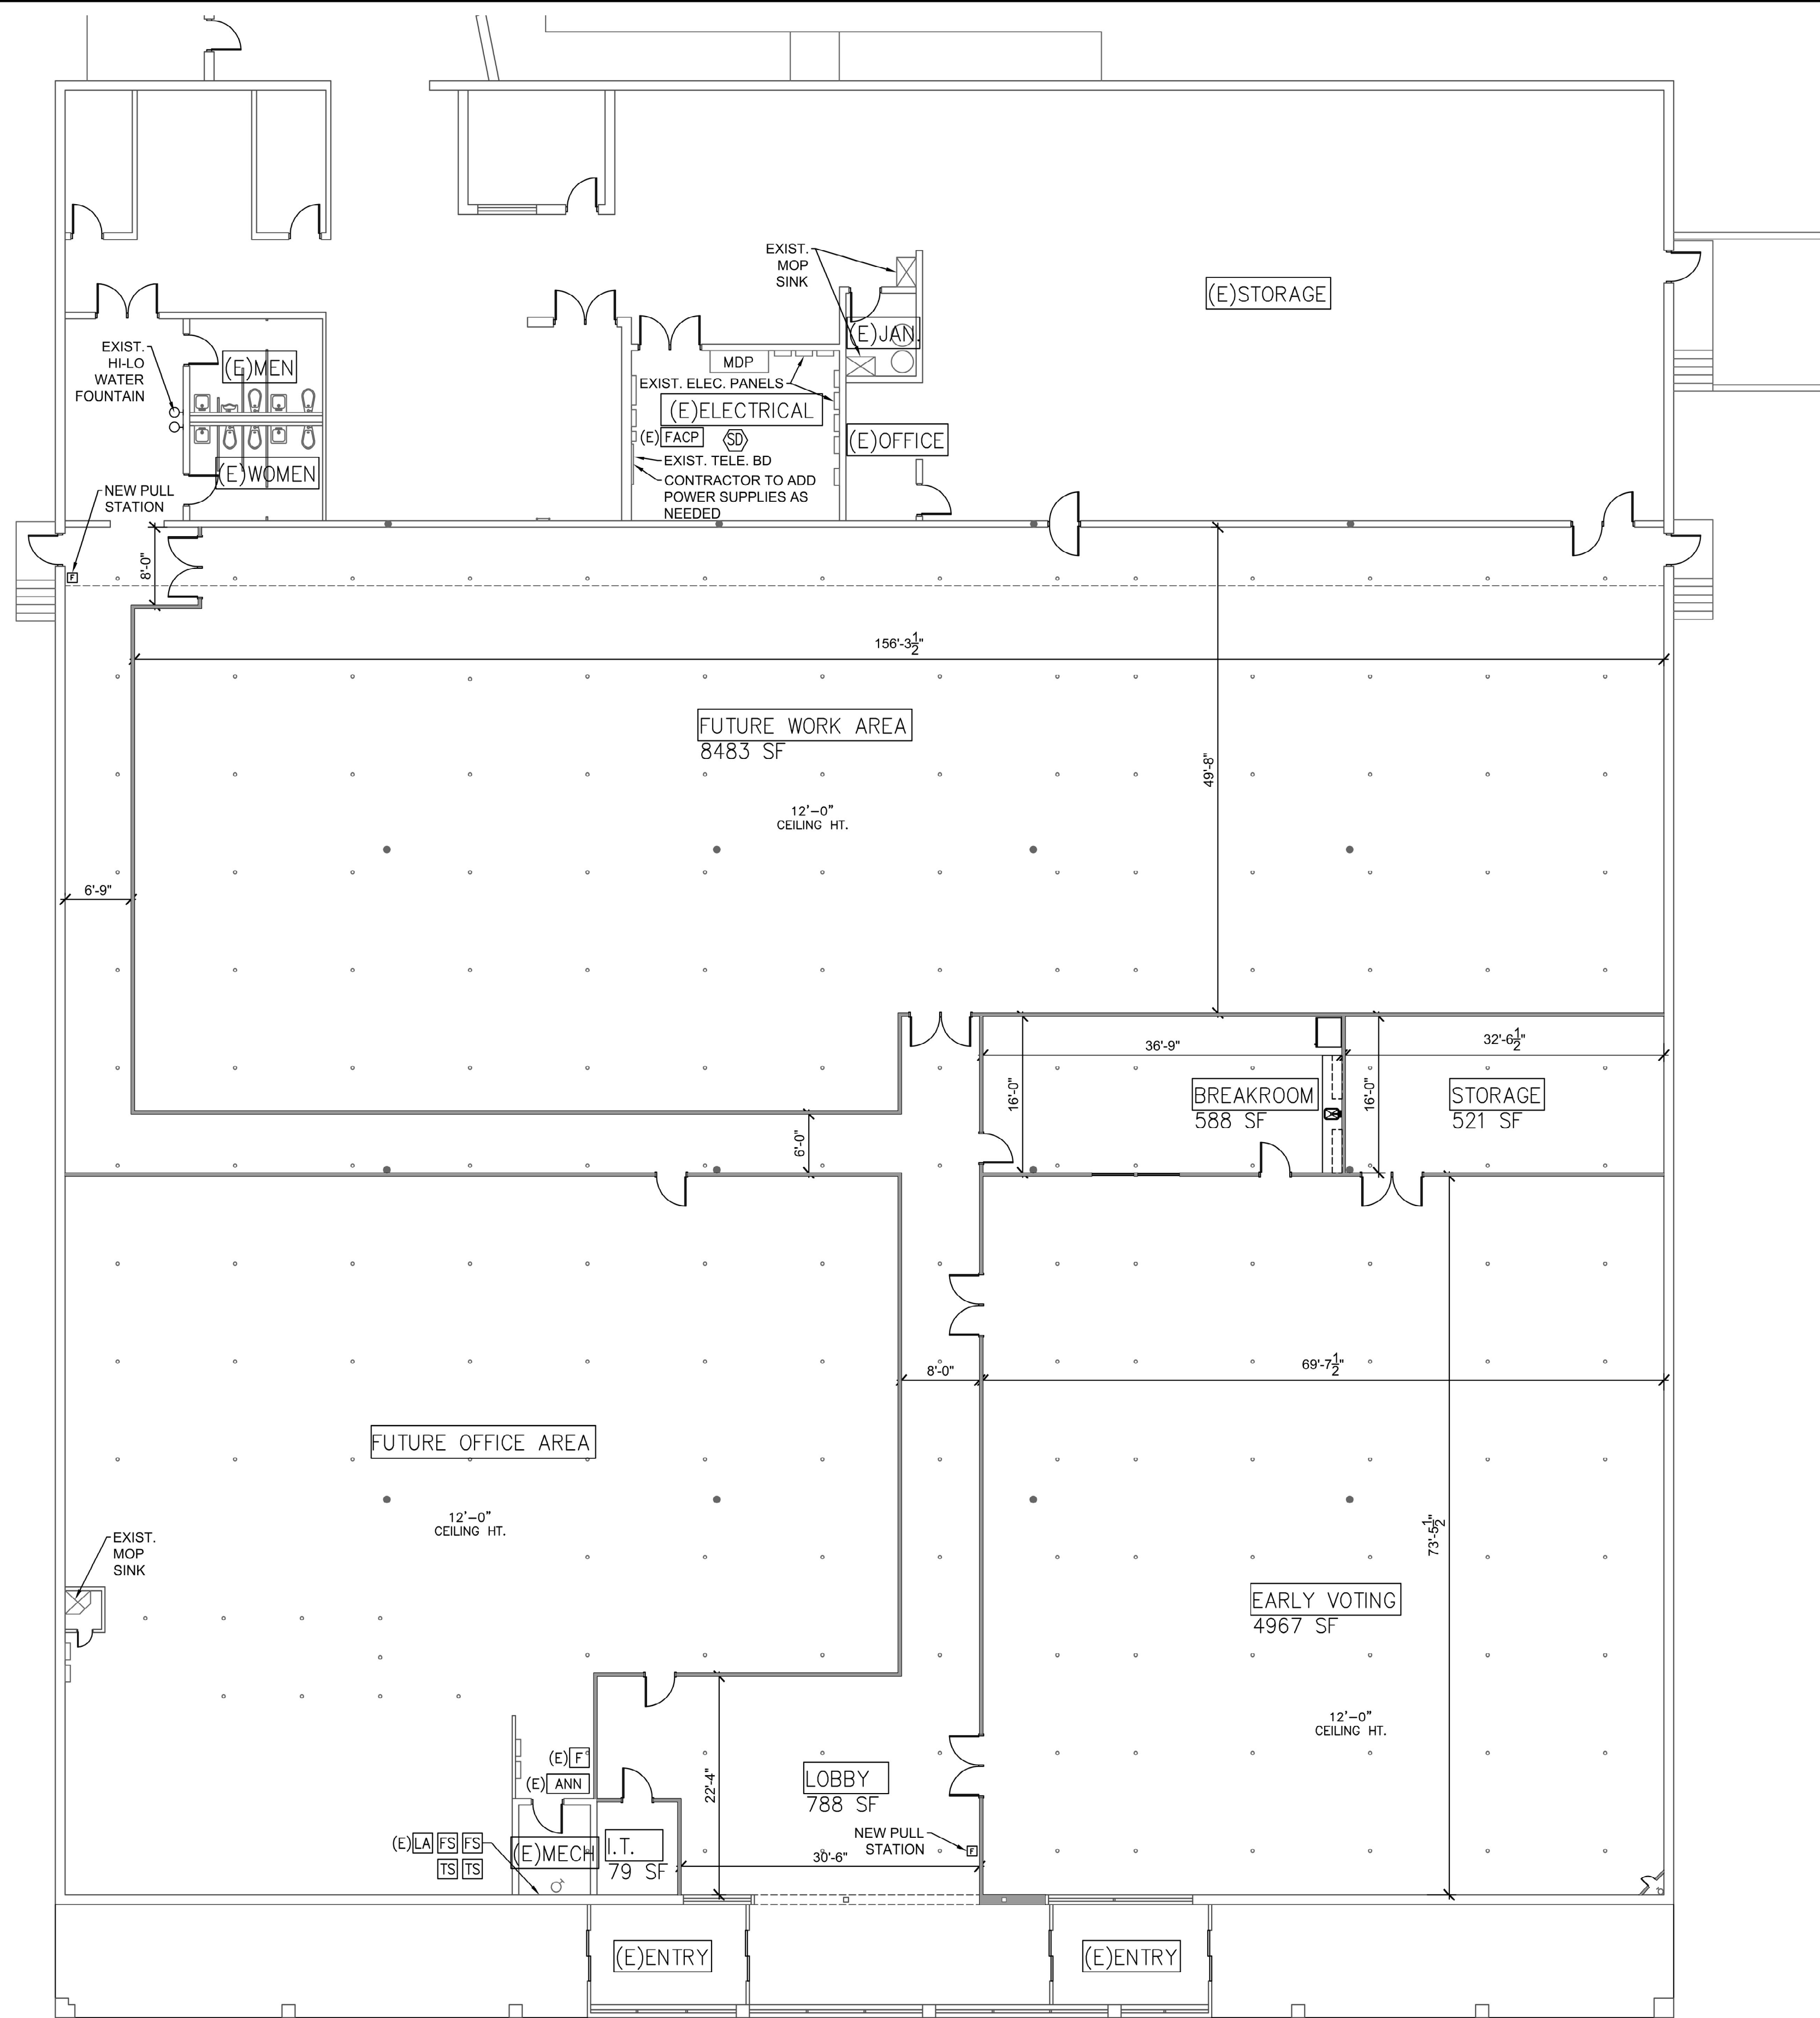 EXIST.
MOP
SINK
(E)STORAGE
(E)JAN.
EXIST.
HI-LO
WATER
FOUNTAIN
(E)MEN
MDP
EXIST. ELEC. PANELS
(E)ELECTRICAL
(E) FACP
SD
(E)OFFICE
EXIST. TELE. BD
CONTRACTOR TO ADD
POWER SUPPLIES AS
NEEDED
(E)WOMEN
NEW PULL
STATION
F
8'-0"
156'-3 1/2"
FUTURE WORK AREA
8483 SF
49'-8"
12'-0"
CEILING HT.
6'-9"
36'-9"
32'-6 1/2"
16'-0"
BREAKROOM
588 SF
16'-0"
STORAGE
521 SF
6'-0"
8'-0"
69'-7 1/2"
FUTURE OFFICE AREA
12'-0"
CEILING HT.
73'-5 1/2"
EXIST.
MOP
SINK
EARLY VOTING
4967 SF
12'-0"
CEILING HT.
(E) F
(E) ANN
22'-4"
LOBBY
788 SF
NEW PULL
STATION
F
(E) LA FS FS
TS TS
(E)MECH
I.T.
79 SF
30'-6"
(E)ENTRY
(E)ENTRY